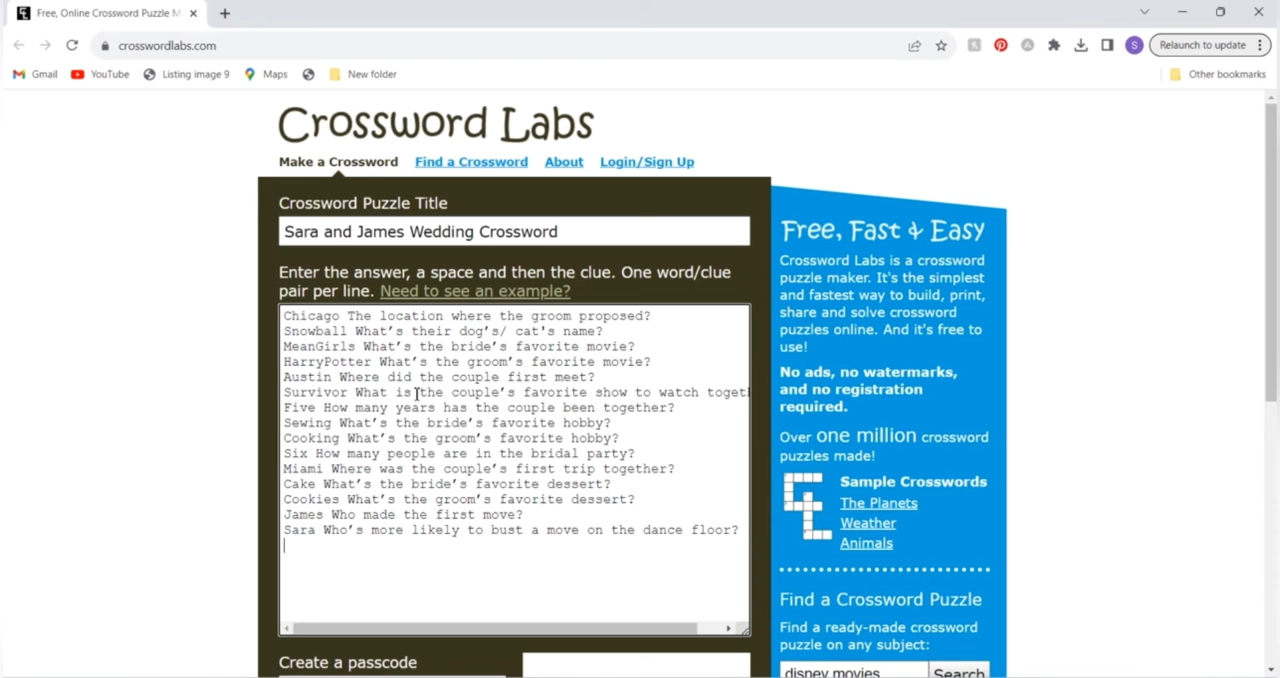 Free, Online Crossword Puzzle M
crosswordlabs.com
S
Relaunch to update
Gmail
YouTube
Listing image 9
Maps
New folder
Other bookmarks
Crossword Labs
Make a Crossword
Find a Crossword
About
Login/Sign Up
Crossword Puzzle Title
Sara and James Wedding Crossword
Enter the answer, a space and then the clue. One word/clue
pair per line. Need to see an example?
Chicago The location where the groom proposed?
Snowball What's their dog's/ cat's name?
MeanGirls What's the bride's favorite movie?
HarryPotter What's the groom's favorite movie?
Austin Where did the couple first meet?
Survivor What is the couple's favorite show to watch toget
Five How many years has the couple been together?
Sewing What's the bride's favorite hobby?
Cooking What's the groom's favorite hobby?
Six How many people are in the bridal party?
Miami Where was the couple's first trip together?
Cake What's the bride's favorite dessert?
Cookies What's the groom's favorite dessert?
James Who made the first move?
Sara Who's more likely to bust a move on the dance floor?
Create a passcode
Free, Fast & Easy
Crossword Labs is a crossword
puzzle maker. It's the simplest
and fastest way to build, print,
share and solve crossword
puzzles online. And it's free to
use!
No ads, no watermarks,
and no registration
required.
Over one million crossword
puzzles made!
Sample Crosswords
The Planets
Weather
Animals
Find a Crossword Puzzle
Find a ready-made crossword
puzzle on any subject:
disney movies
Search